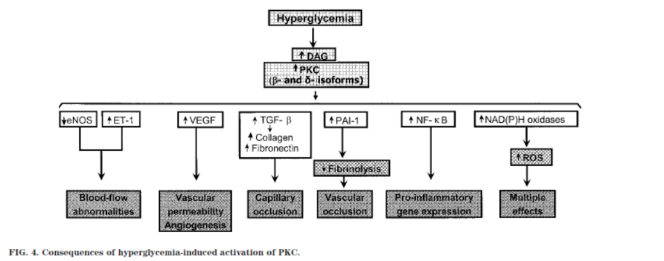 Hyperglycemia
↑DAG
↑PKC
(β- and δ- isoforms)
↓eNOS
↑ET-1
↑VEGF
↑TGF- β
↑Collagen
↑Fibronectin
↑PAI-1
↑NF- κB
↑NAD(P)H oxidases
↓Fibrinolysis
↑ROS
Blood-flow
abnormalities
Vascular
permeability
Angiogenesis
Capillary
occlusion
Vascular
occlusion
Pro-inflammatory
gene expression
Multiple
effects
FIG. 4. Consequences of hyperglycemia-induced activation of PKC.